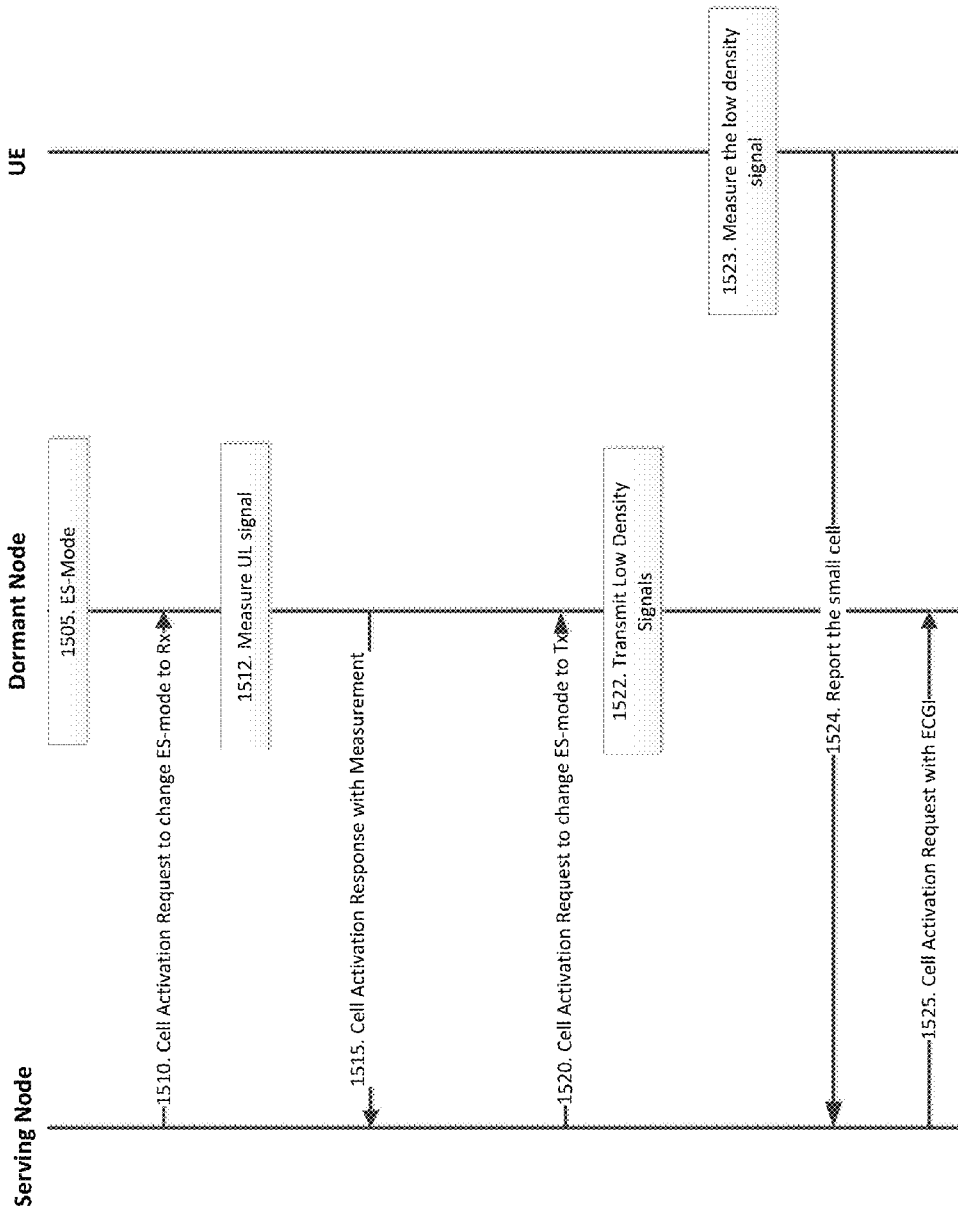 Serving Node
Dormant Node
UE
1505. ES-Mode
1510. Cell Activation Request to change ES-mode to Rx
1512. Measure UL signal
1515. Cell Activation Response with Measurement
1520. Cell Activation Request to change ES-mode to Tx
1522. Transmit Low Density
Signals
1523. Measure the low density
signal
1524. Report the small cell
1525. Cell Activation Request with ECGI